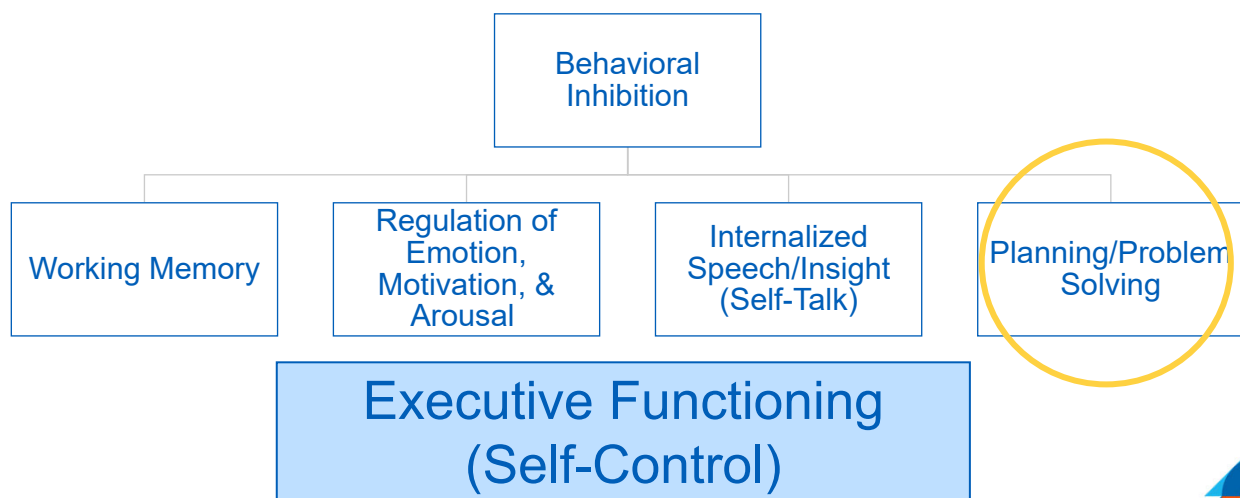 Behavioral
Inhibition
Working Memory
Regulation of
Emotion,
Motivation, &
Arousal
Internalized
Speech/Insight
(Self-Talk)
Planning/Problem
Solving
Executive Functioning
(Self-Control)